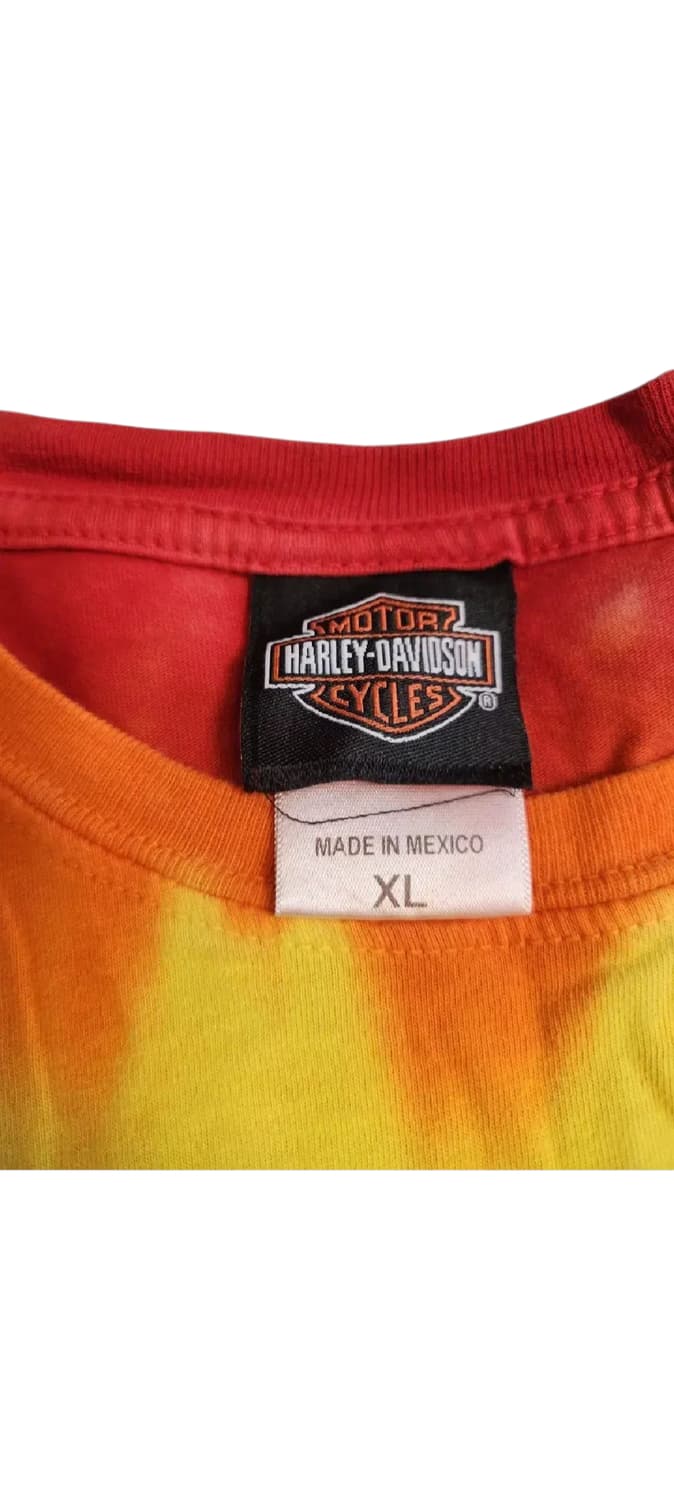 MOTOR
HARLEY-DAVIDSON
CYCLES
®
MADE IN MEXICO
XL